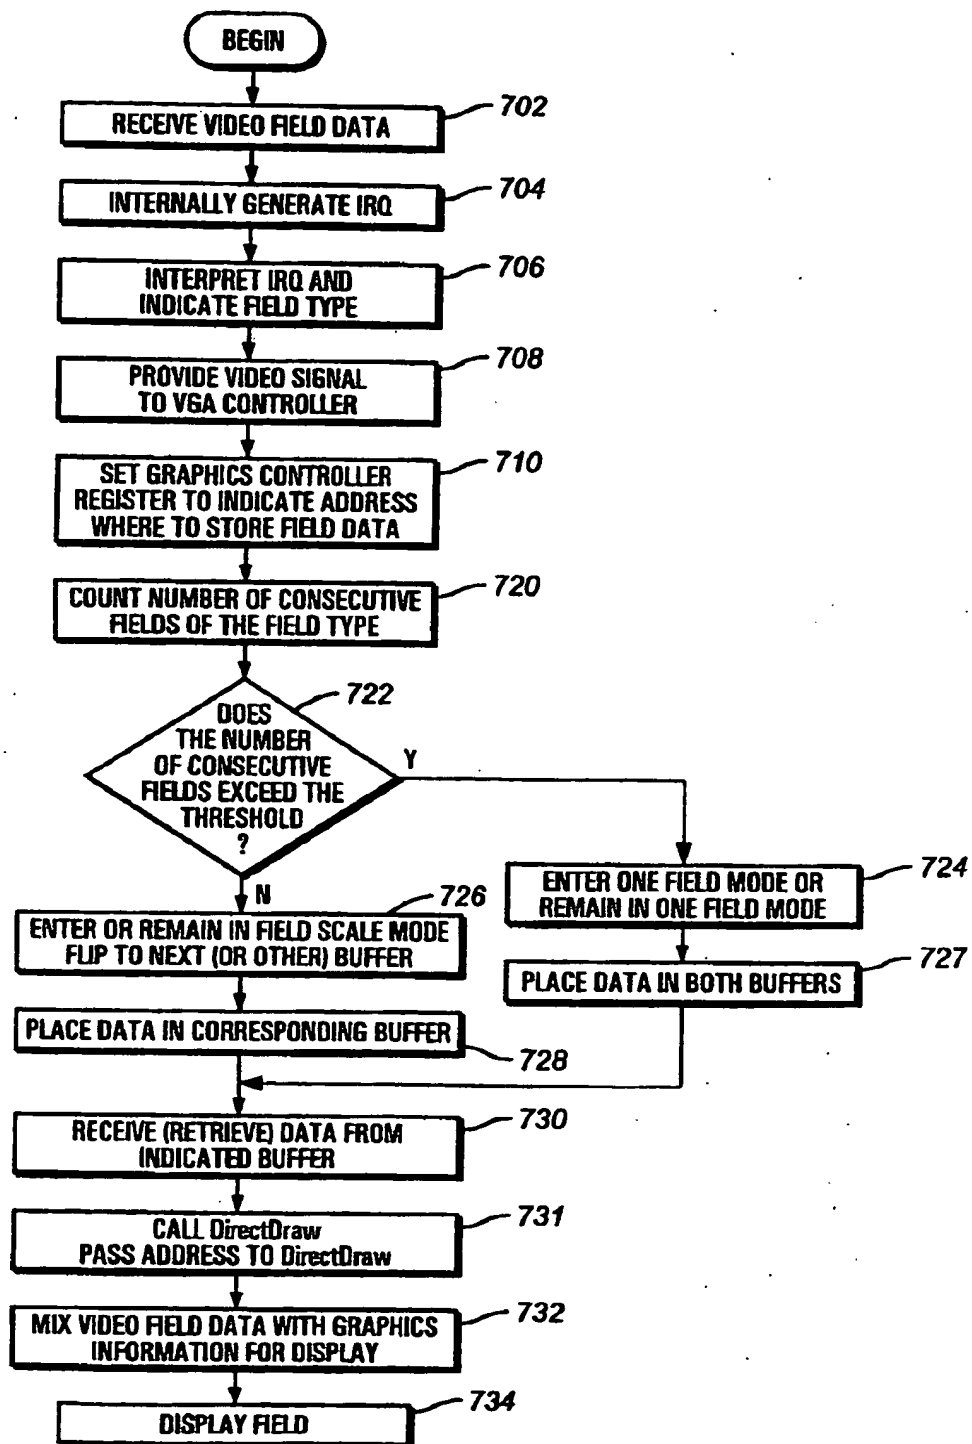 BEGIN
702
RECEIVE VIDEO FIELD DATA
704
INTERNALLY GENERATE IRQ
706
INTERPRET IRQ AND
INDICATE FIELD TYPE
708
PROVIDE VIDEO SIGNAL
TO VGA CONTROLLER
710
SET GRAPHICS CONTROLLER
REGISTER TO INDICATE ADDRESS
WHERE TO STORE FIELD DATA
720
COUNT NUMBER OF CONSECUTIVE
FIELDS OF THE FIELD TYPE
722
DOES
THE NUMBER
OF CONSECUTIVE
FIELDS EXCEED THE
THRESHOLD
?
Y
N
724
ENTER ONE FIELD MODE OR
REMAIN IN ONE FIELD MODE
726
ENTER OR REMAIN IN FIELD SCALE MODE
FLIP TO NEXT (OR OTHER) BUFFER
727
PLACE DATA IN BOTH BUFFERS
PLACE DATA IN CORRESPONDING BUFFER
728
730
RECEIVE (RETRIEVE) DATA FROM
INDICATED BUFFER
731
CALL DirectDraw
PASS ADDRESS TO DirectDraw
732
MIX VIDEO FIELD DATA WITH GRAPHICS
INFORMATION FOR DISPLAY
734
DISPLAY FIELD